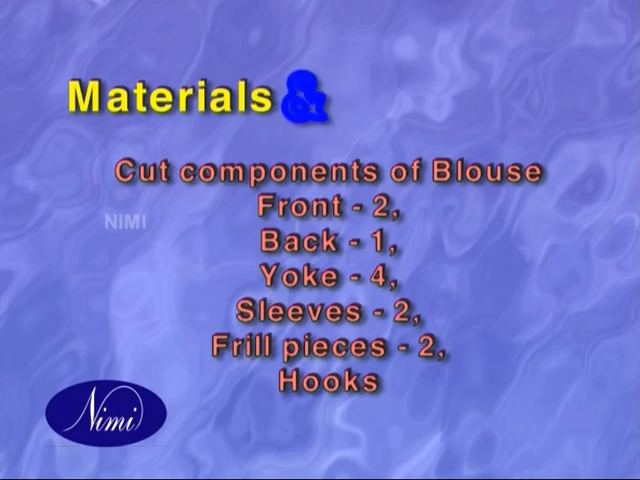 Materials &
Cut components of Blouse
Front - 2,
Back - 1,
NIMI
Yoke - 4,
Sleeves - 2,
Frill pieces - 2,
Hooks
Nimi